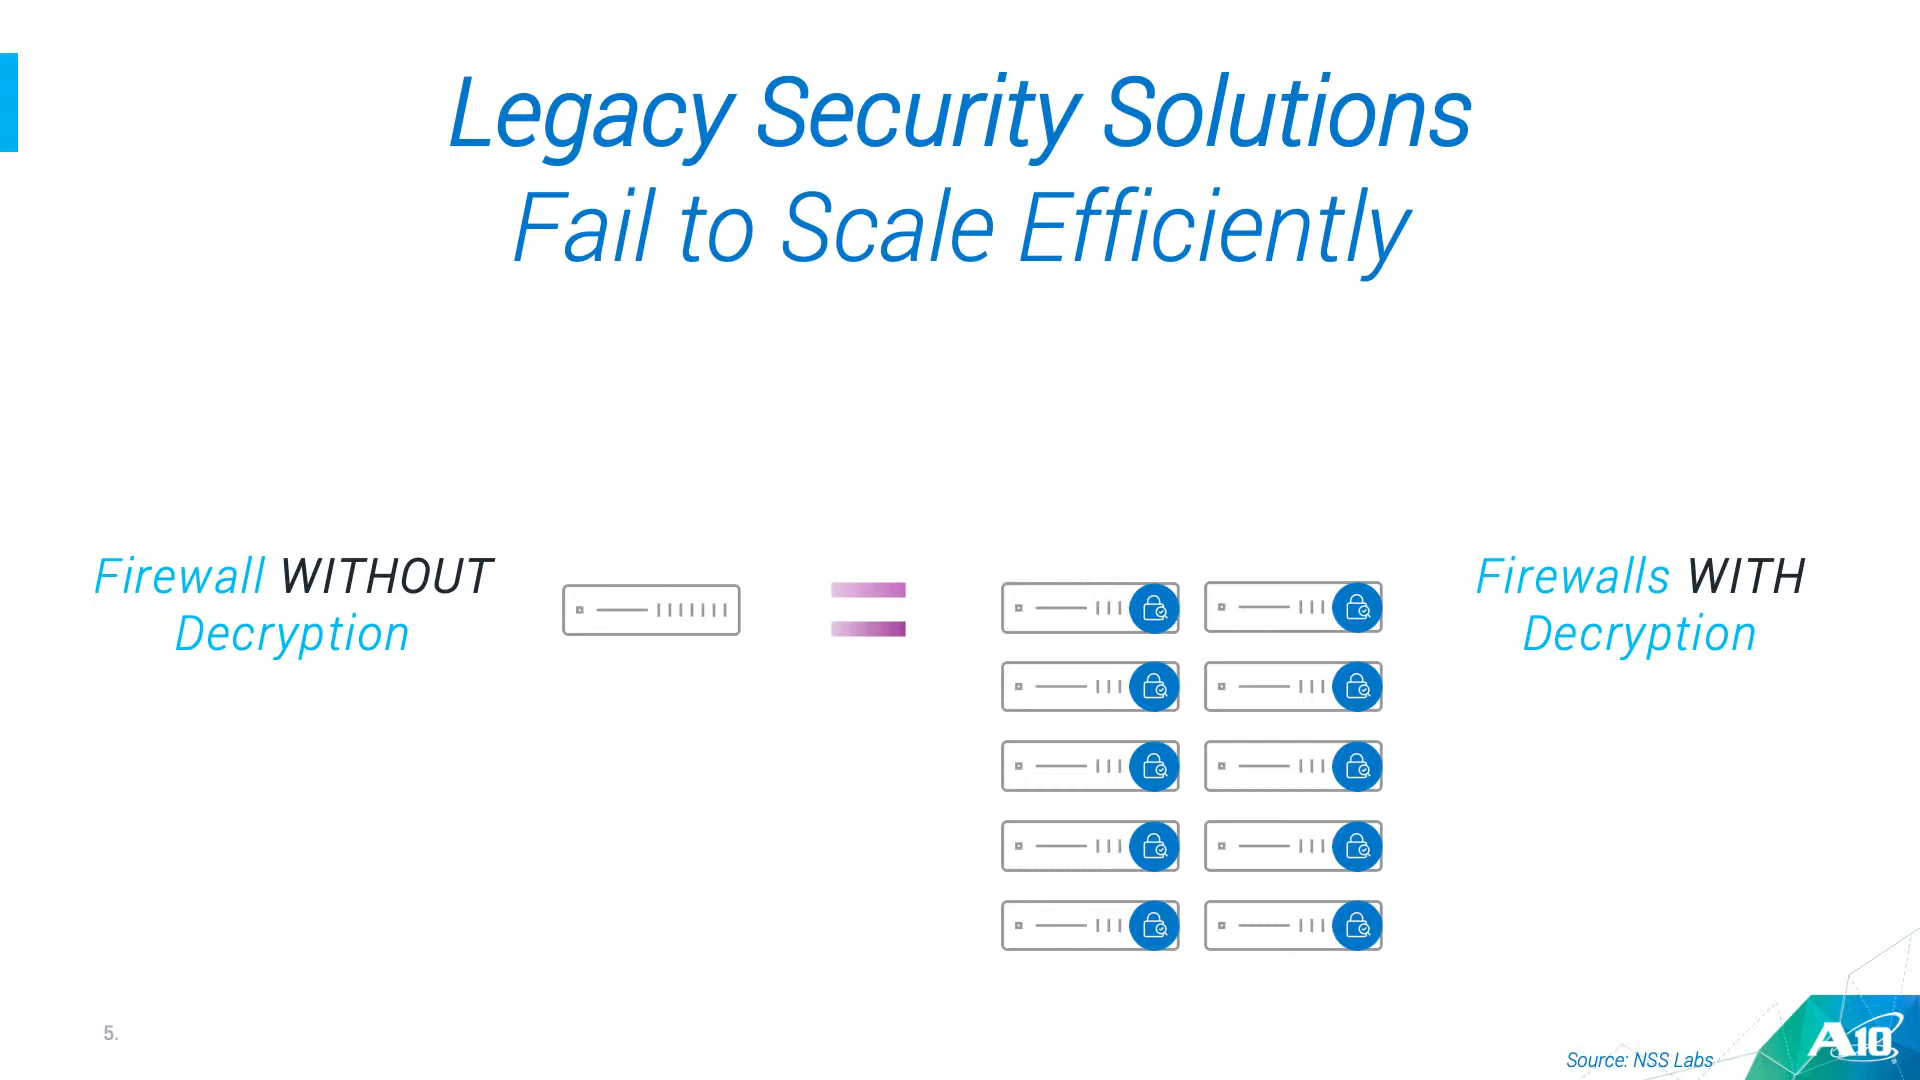 Legacy Security Solutions
Fail to Scale Efficiently
Firewall WITHOUT
Decryption
Firewalls WITH
Decryption
5.
Source: NSS Labs
A10